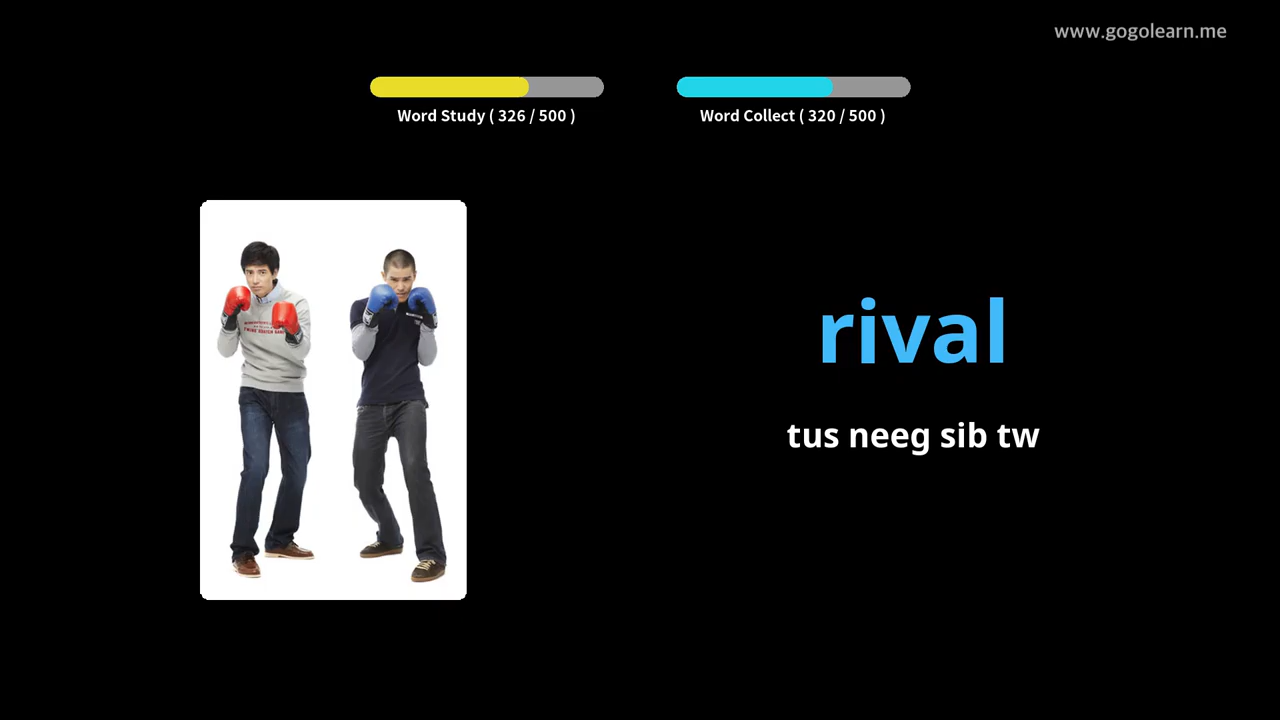 www.gogolearn.me
Word Study ( 326 / 500 )
Word Collect ( 320 / 500 )
rival
tus neeg sib tw